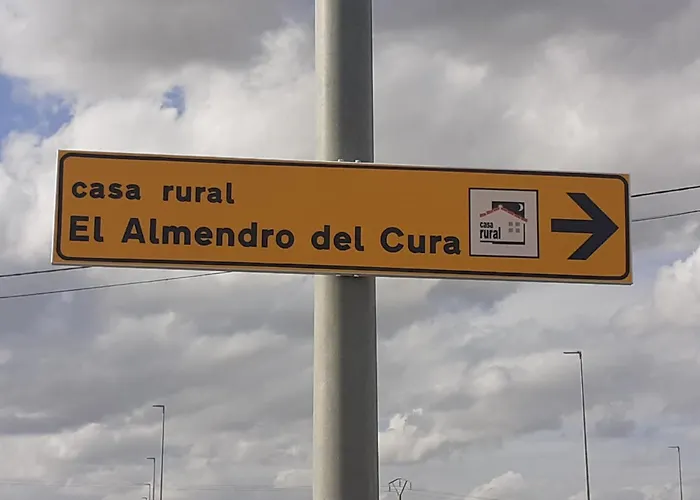 casa rural
El Almendro del Cura
casa
rural